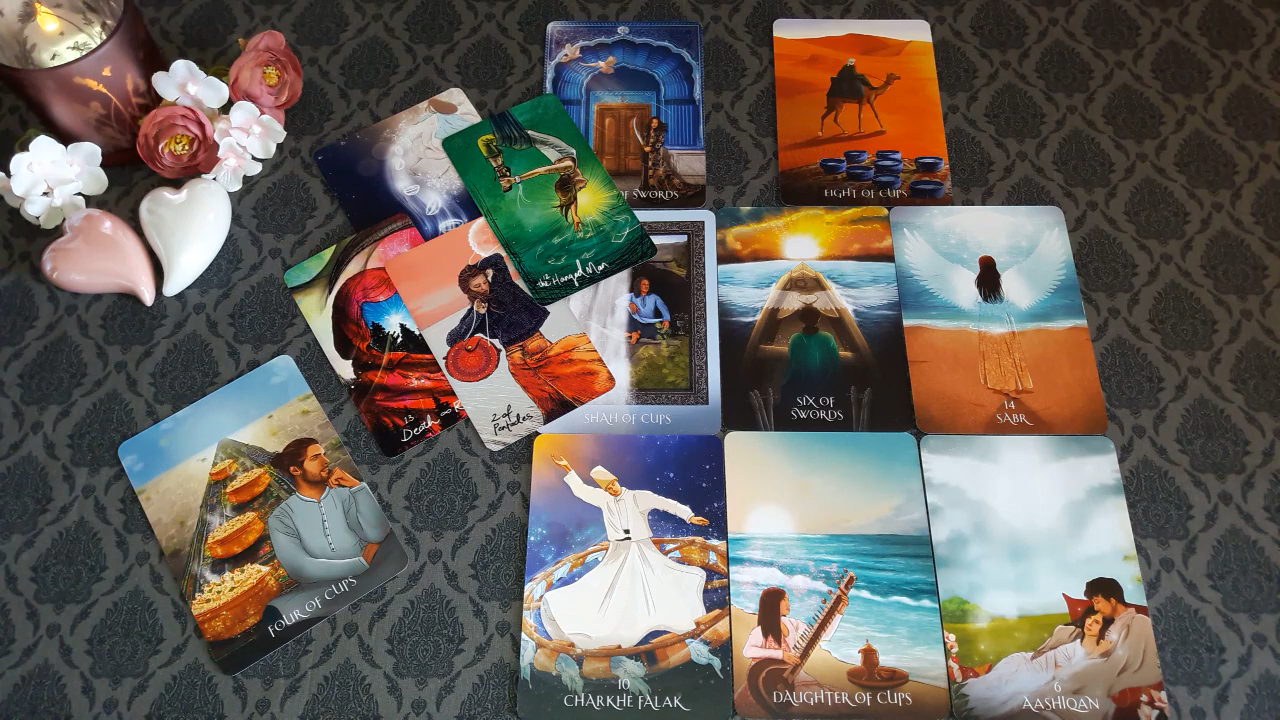 OF SWORDS
EIGHT OF CUPS
12
the Hanged Man
13
Death
2 of
Pentacles
SHAH OF CUPS
SIX OF
SWORDS
14
SABR
FOUR OF CUPS
10
CHARKHE FALAK
DAUGHTER OF CUPS
6
AASHIQAN